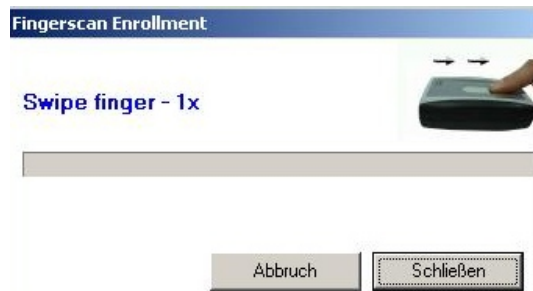 Fingerscan Enrollment
Swipe finger - 1x
Abbruch Schließen